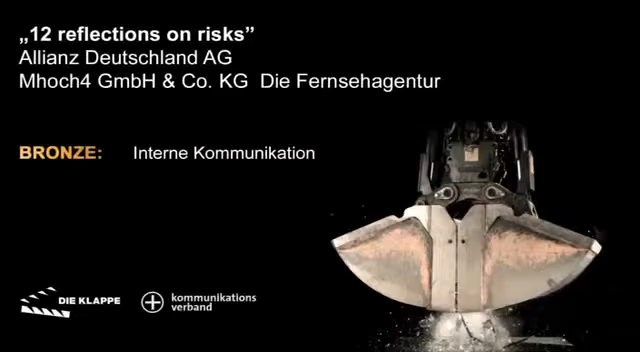 „12 reflections on risks”
Allianz Deutschland AG
Mhoch4 GmbH & Co. KG Die Fernsehagentur
BRONZE: Interne Kommunikation
DIE KLAPPE
kommunikations
verband